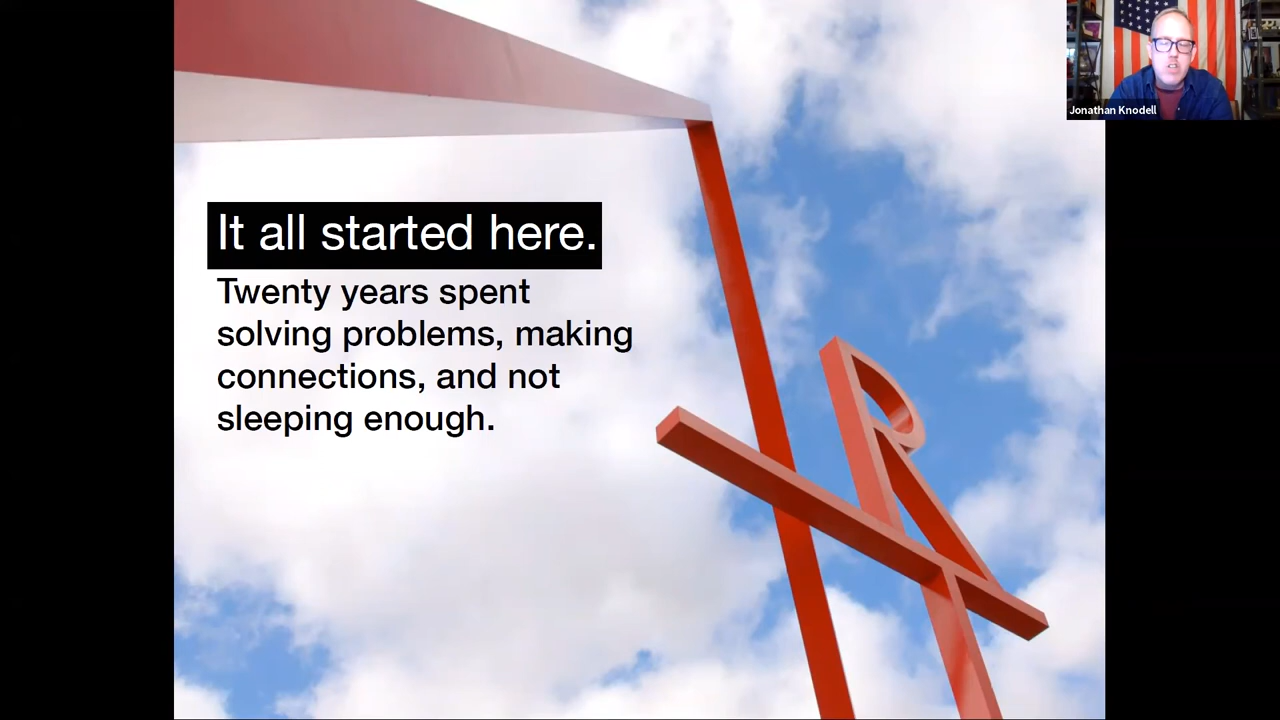 Jonathan Knodell
It all started here.
Twenty years spent
solving problems, making
connections, and not
sleeping enough.